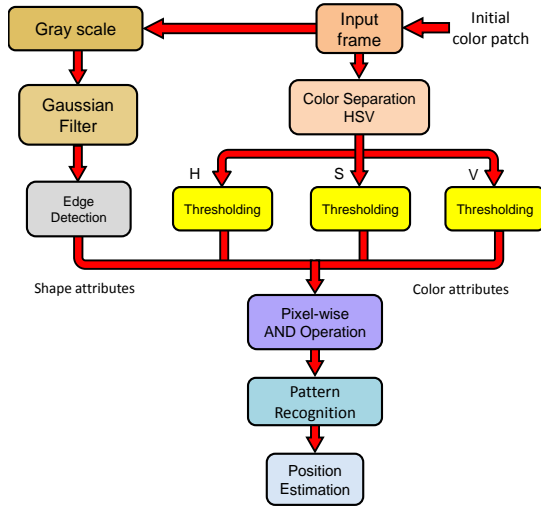 Gray scale
Input
frame
Initial
color patch
Gaussian
Filter
Color Separation
HSV
H
S
V
Edge
Detection
Thresholding
Thresholding
Thresholding
Shape attributes
Color attributes
Pixel-wise
AND Operation
Pattern
Recognition
Position
Estimation